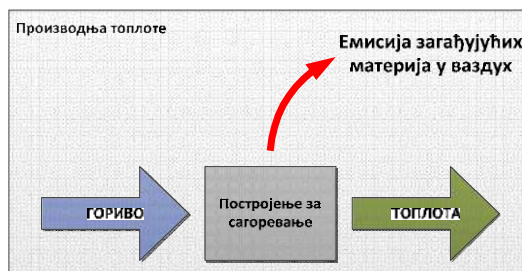 Производња топлоте
Емисија загађујућих
материја у ваздух
ГОРИВО
Постројење за
сагоревање
ТОПЛОТА